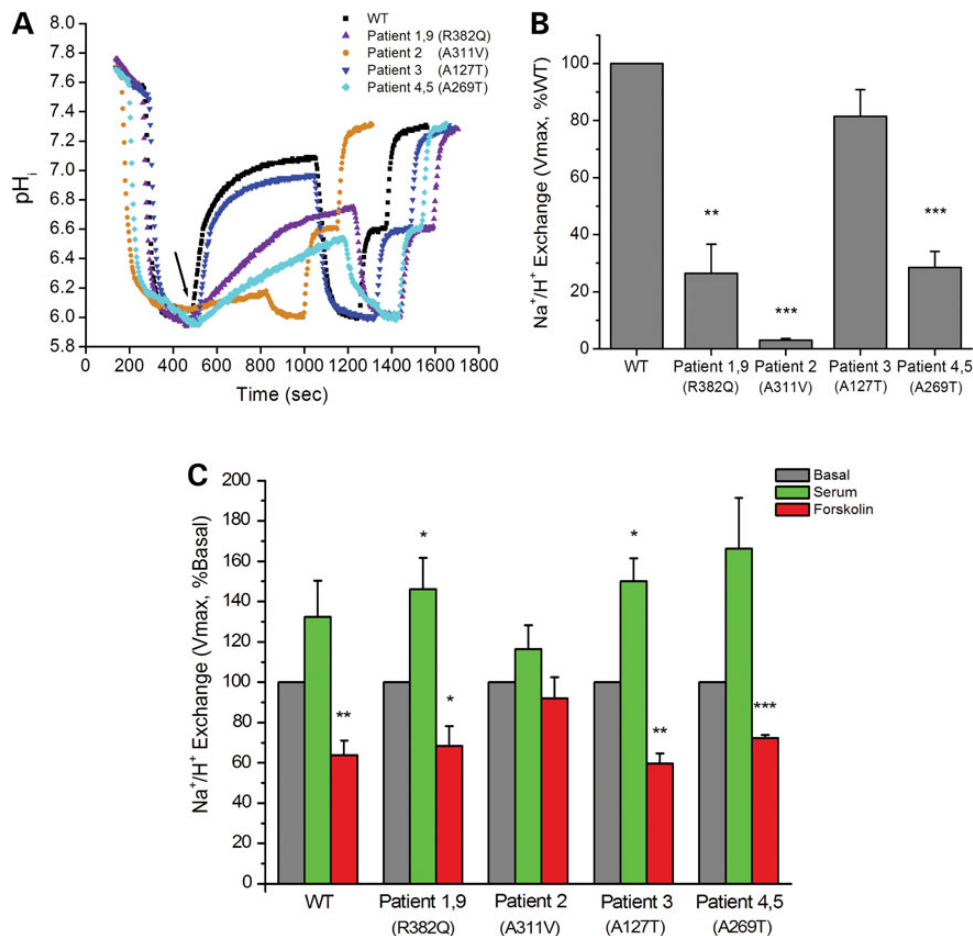 A
WT
Patient 1,9 (R382Q)
Patient 2 (A311V)
Patient 3 (A127T)
Patient 4,5 (A269T)
8.0
7.8
7.6
7.4
7.2
7.0
6.8
6.6
6.4
6.2
6.0
5.8
pHi
0 200 400 600 800 1000 1200 1400 1600 1800
Time (sec)
B
100
80
60
40
20
0
Na+/H+ Exchange (Vmax, %WT)
** *** ***
WT Patient 1,9 Patient 2 Patient 3 Patient 4,5
(R382Q) (A311V) (A127T) (A269T)
C
Basal
Serum
Forskolin
200
180
160
140
120
100
80
60
40
20
0
Na+/H+ Exchange (Vmax, %Basal)
* *
** * ** ***
WT Patient 1,9 Patient 2 Patient 3 Patient 4,5
(R382Q) (A311V) (A127T) (A269T)